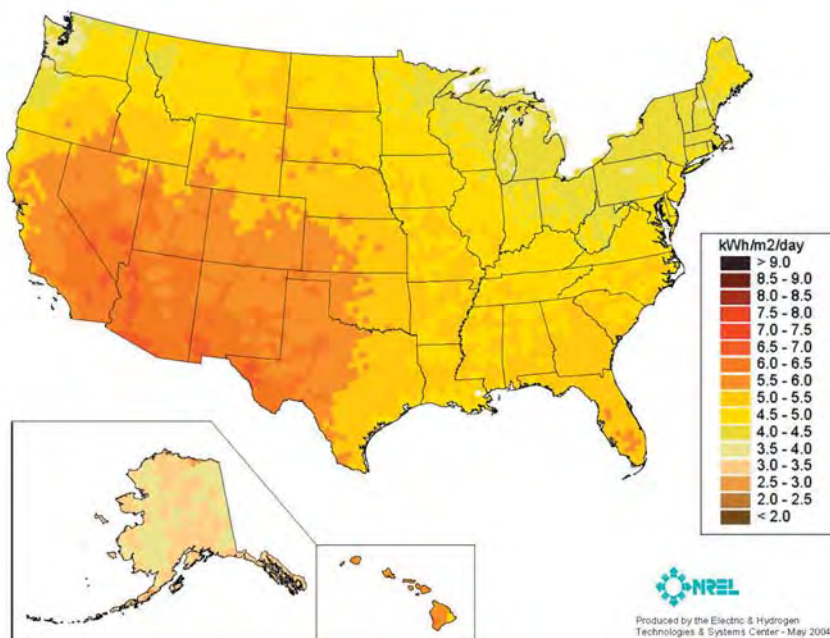 kWh/m2/day
> 9.0
8.5 - 9.0
8.0 - 8.5
7.5 - 8.0
7.0 - 7.5
6.5 - 7.0
6.0 - 6.5
5.5 - 6.0
5.0 - 5.5
4.5 - 5.0
4.0 - 4.5
3.5 - 4.0
3.0 - 3.5
2.5 - 3.0
2.0 - 2.5
< 2.0
NREL
Produced by the Electric & Hydrogen
Technologies & Systems Center - May 2004